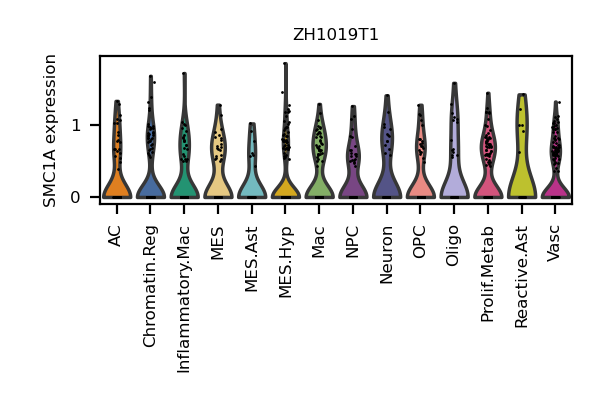 ZH1019T1
SMC1A expression
1
0
AC
Chromatin.Reg
Inflammatory.Mac
MES
MES.Ast
MES.Hyp
Mac
NPC
Neuron
OPC
Oligo
Prolif.Metab
Reactive.Ast
Vasc